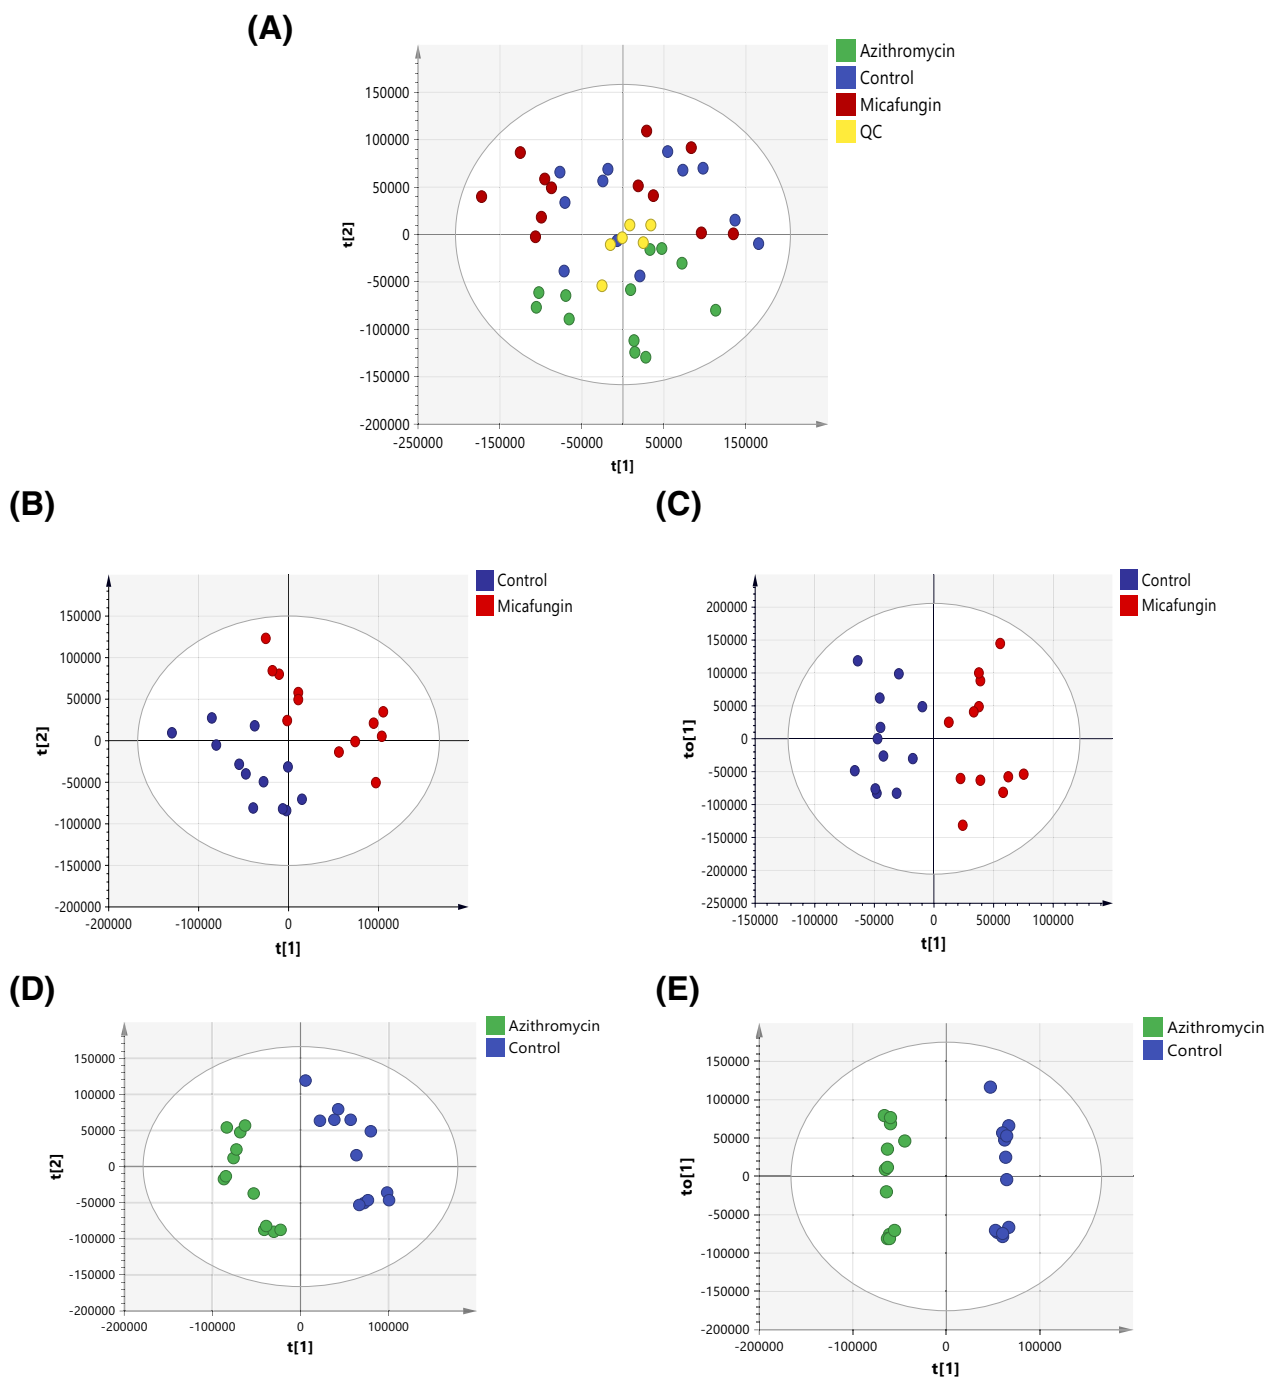 (A)
Azithromycin
Control
Micafungin
QC
150000
100000
50000
0
-50000
-100000
-150000
-200000
t[2]
-250000 -150000 -50000 50000 150000
t[1]
(B)
Control
Micafungin
150000
100000
50000
0
-50000
-100000
-150000
-200000
t[2]
-200000 -100000 0 100000
t[1]
(C)
Control
Micafungin
200000
150000
100000
50000
0
-50000
-100000
-150000
-200000
-250000
to[1]
-150000 -100000 -50000 0 50000 100000
t[1]
(D)
Azithromycin
Control
150000
100000
50000
0
-50000
-100000
-150000
-200000
t[2]
-200000 -100000 0 100000
t[1]
(E)
Azithromycin
Control
150000
100000
50000
0
-50000
-100000
-150000
-200000
to[1]
-200000 -100000 0 100000
t[1]